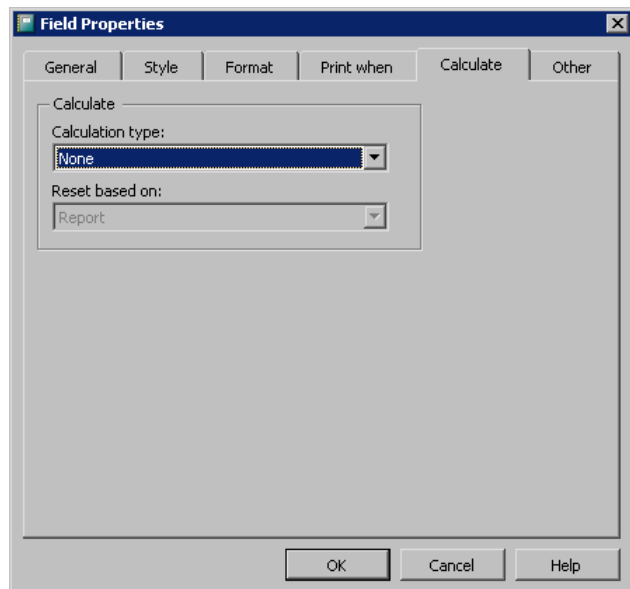 Field Properties
General Style Format Print when Calculate Other
Calculate
Calculation type:
None
Reset based on:
Report
OK Cancel Help